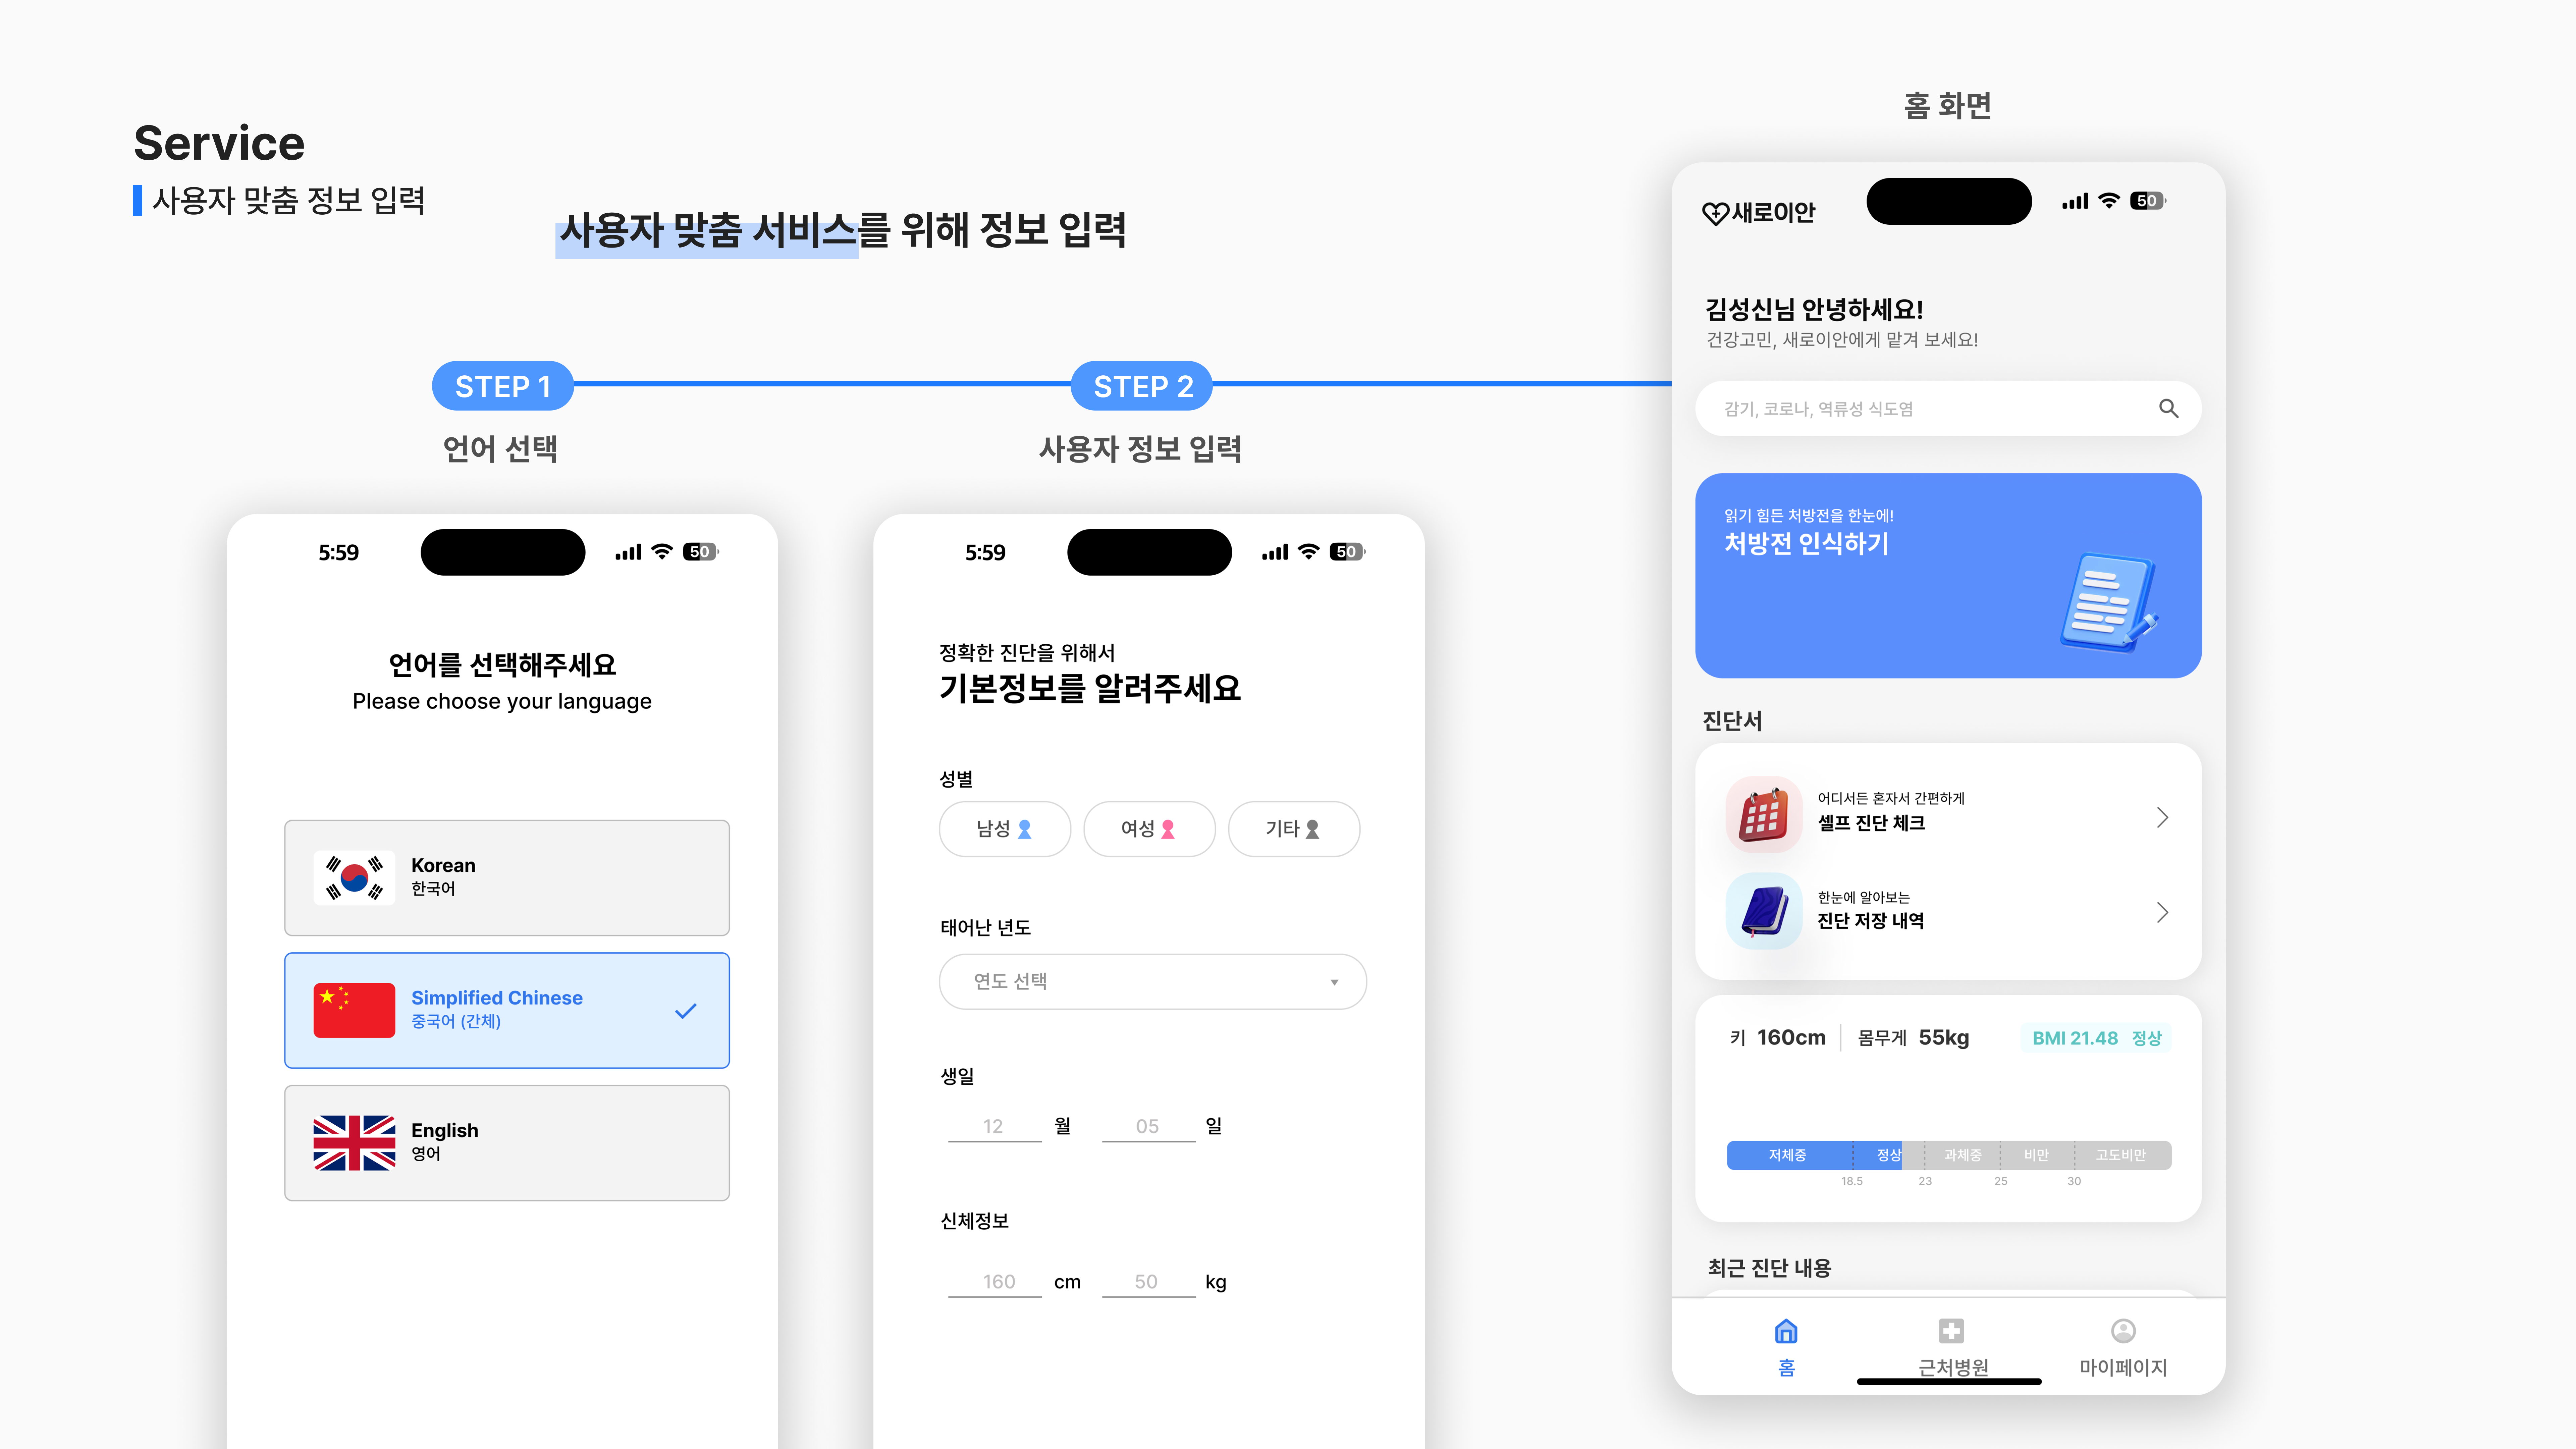 Service
사용자 맞춤 정보 입력
사용자 맞춤 서비스를 위해 정보 입력
STEP 1
언어 선택
5:59
50
언어를 선택해주세요
Please choose your language
Korean
한국어
Simplified Chinese
중국어 (간체)
English
영어
STEP 2
사용자 정보 입력
5:59
50
정확한 진단을 위해서
기본정보를 알려주세요
성별
남성 여성 기타
태어난 년도
연도 선택
생일
12 월 05 일
신체정보
160 cm 50 kg
홈 화면
새로이안
50
김성신님 안녕하세요!
건강고민, 새로이안에게 맡겨 보세요!
감기, 코로나, 역류성 식도염
읽기 힘든 처방전을 한눈에!
처방전 인식하기
진단서
어디서든 혼자서 간편하게
셀프 진단 체크
한눈에 알아보는
진단 저장 내역
키 160cm 몸무게 55kg BMI 21.48 정상
저체중 정상 과체중 비만 고도비만
18.5 23 25 30
최근 진단 내용
홈 근처병원 마이페이지